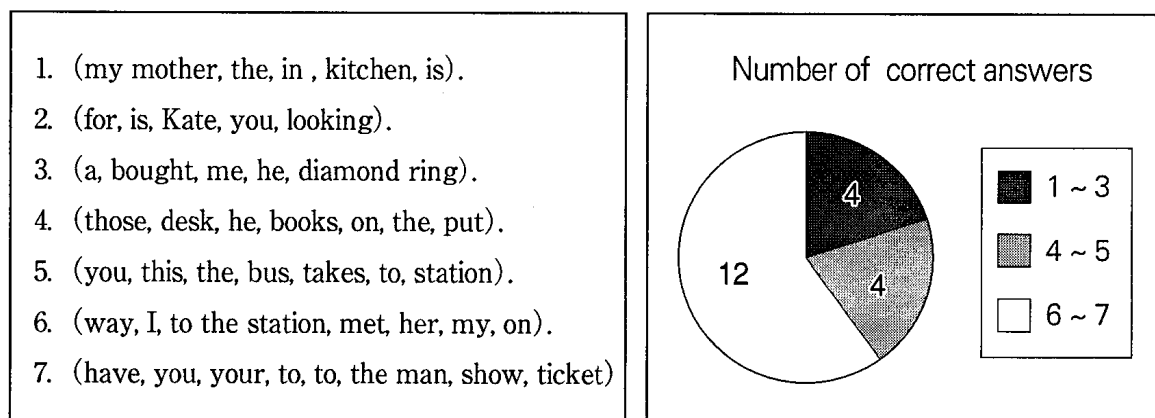 1. (my mother, the, in , kitchen, is).
2. (for, is, Kate, you, looking).
3. (a, bought, me, he, diamond ring).
4. (those, desk, he, books, on, the, put).
5. (you, this, the, bus, takes, to, station).
6. (way, I, to the station, met, her, my, on).
7. (have, you, your, to, to, the man, show, ticket)
Number of correct answers
4
4
12
1 ~ 3
4 ~ 5
6 ~ 7